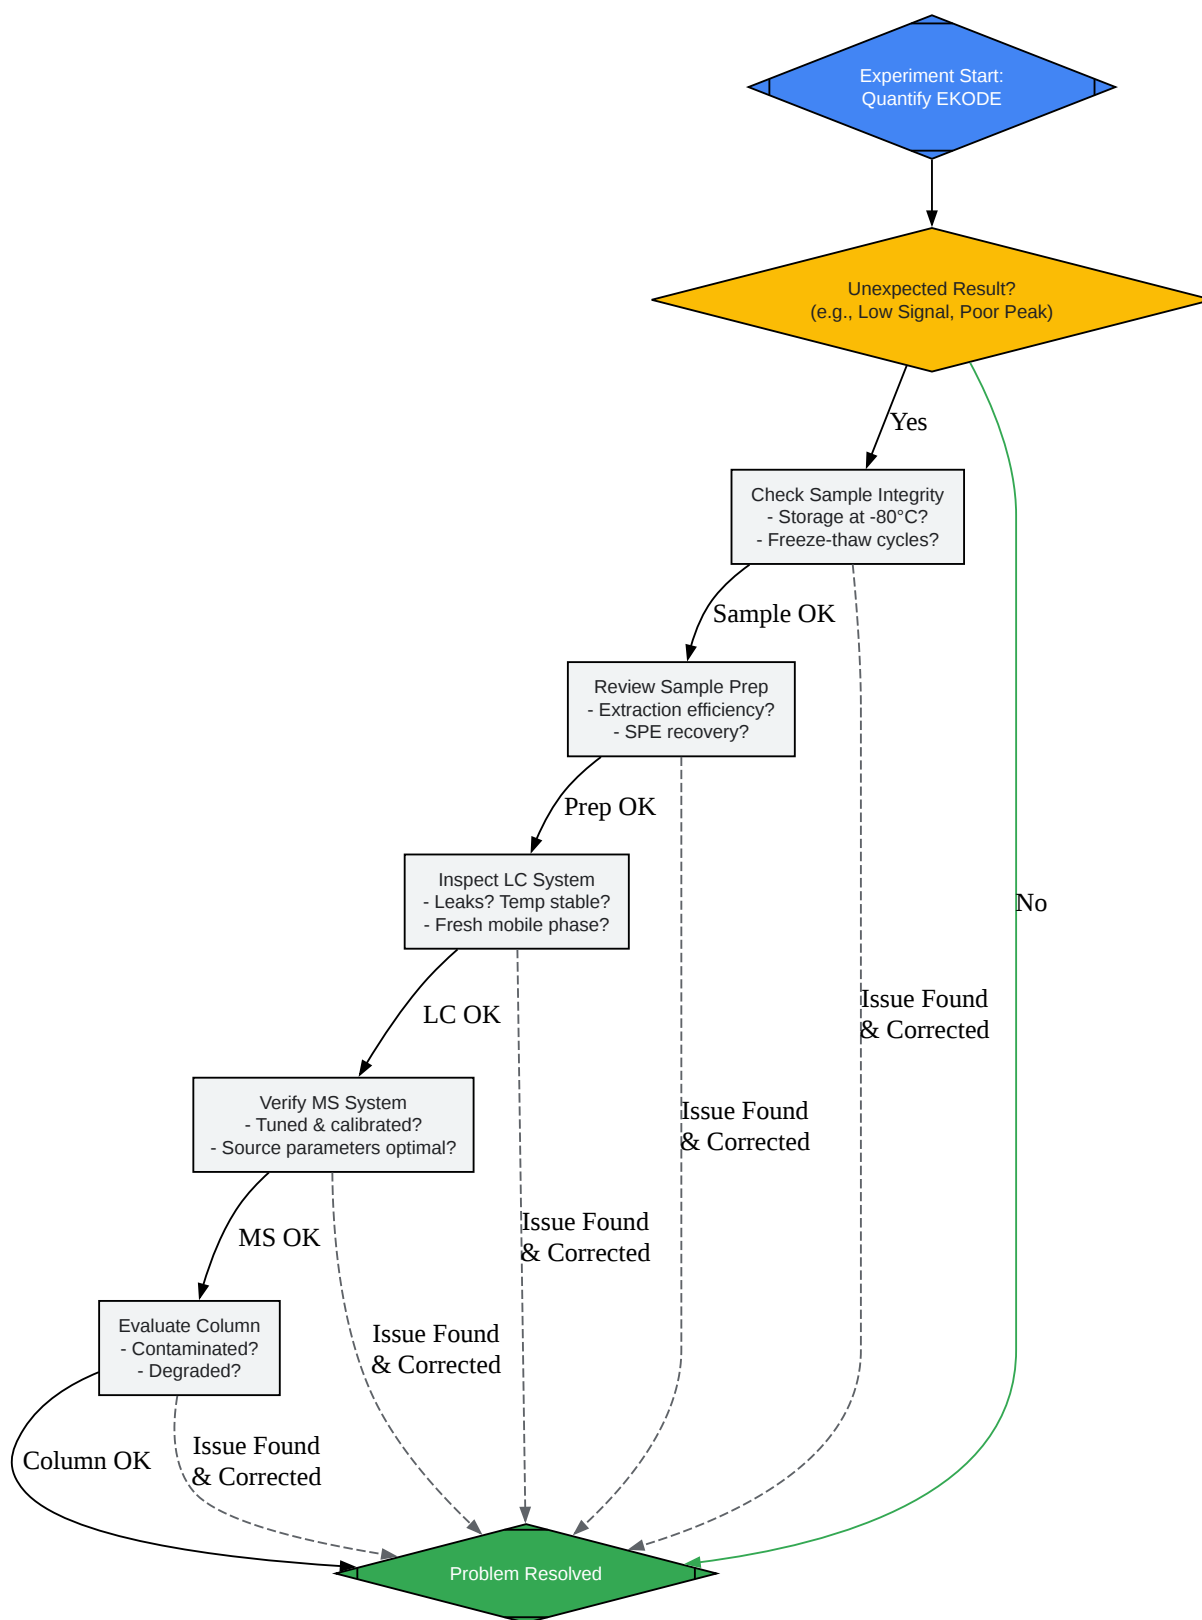 Experiment Start:
Quantify EKODE
Unexpected Result?
(e.g., Low Signal, Poor Peak)
Yes
Check Sample Integrity
- Storage at -80°C?
- Freeze-thaw cycles?
Sample OK
Review Sample Prep
- Extraction efficiency?
- SPE recovery?
Prep OK
Inspect LC System
- Leaks? Temp stable?
- Fresh mobile phase?
No
Issue Found
& Corrected
LC OK
Verify MS System
- Tuned & calibrated?
- Source parameters optimal?
Issue Found
& Corrected
MS OK
Issue Found
& Corrected
Evaluate Column
- Contaminated?
- Degraded?
Issue Found
& Corrected
Column OK
Issue Found
& Corrected
Problem Resolved